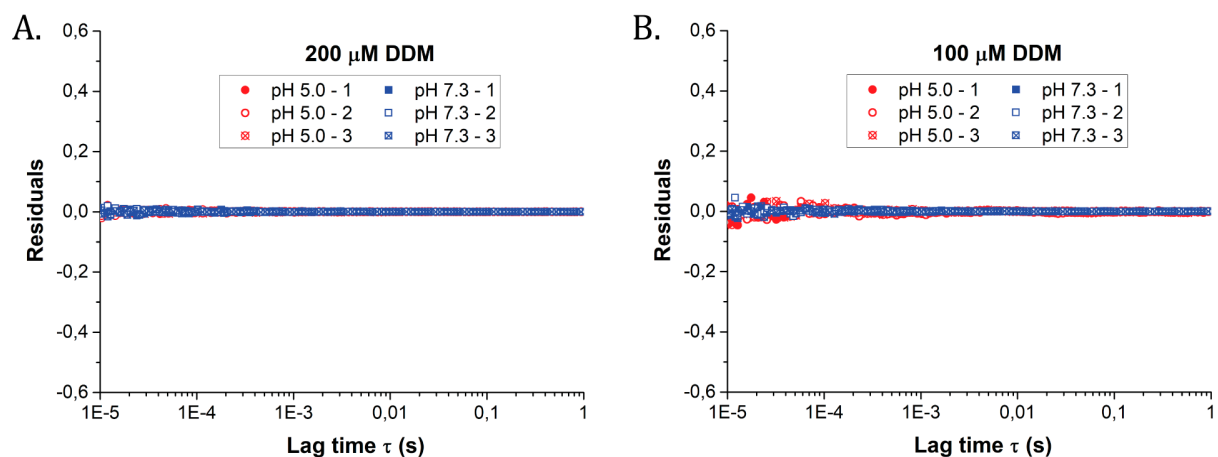 A.
200 μM DDM
pH 5.0 - 1 pH 7.3 - 1
pH 5.0 - 2 pH 7.3 - 2
pH 5.0 - 3 pH 7.3 - 3
Residuals
0,6
0,4
0,2
0,0
-0,2
-0,4
-0,6
1E-5 1E-4 1E-3 0,01 0,1 1
Lag time τ (s)
B.
100 μM DDM
pH 5.0 - 1 pH 7.3 - 1
pH 5.0 - 2 pH 7.3 - 2
pH 5.0 - 3 pH 7.3 - 3
Residuals
0,6
0,4
0,2
0,0
-0,2
-0,4
-0,6
1E-5 1E-4 1E-3 0,01 0,1 1
Lag time τ (s)